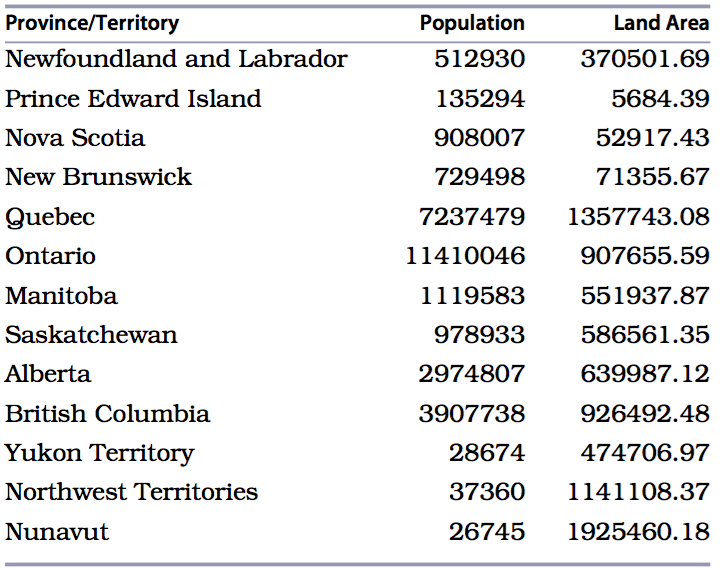 Province/Territory Population Land Area
Newfoundland and Labrador 512930 370501.69
Prince Edward Island 135294 5684.39
Nova Scotia 908007 52917.43
New Brunswick 729498 71355.67
Quebec 7237479 1357743.08
Ontario 11410046 907655.59
Manitoba 1119583 551937.87
Saskatchewan 978933 586561.35
Alberta 2974807 639987.12
British Columbia 3907738 926492.48
Yukon Territory 28674 474706.97
Northwest Territories 37360 1141108.37
Nunavut 26745 1925460.18